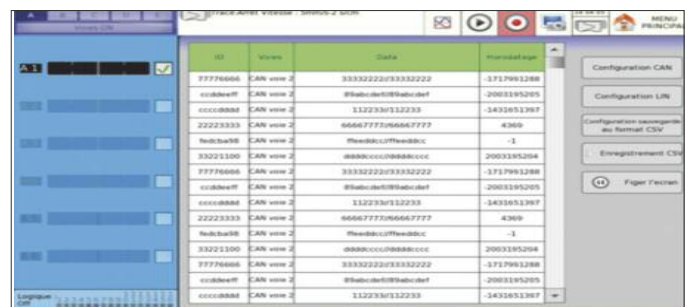 A B C D E
Trace:Arret Vitesse : 5mm/s-2 s/cm
MENU
PRINCIPAL
Voies ON
ID Voies Data Horodatage
A 1
77776666 CAN voie 2 33332222//33332222 -1717991288
ccddeeff CAN voie 2 89abcdef//89abcdef -2003195205
ccccdddd CAN voie 2 112233//112233 -1431651397
22223333 CAN voie 2 66667777//66667777 4369
fedcba98 CAN voie 2 ffeeddcc//ffeeddcc -1
33221100 CAN voie 2 ddddcccc//ddddcccc 2003195204
77776666 CAN voie 2 33332222//33332222 -1717991288
ccddeeff CAN voie 2 89abcdef//89abcdef -2003195205
ccccdddd CAN voie 2 112233//112233 -1431651397
22223333 CAN voie 2 66667777//66667777 4369
fedcba98 CAN voie 2 ffeeddcc//ffeeddcc -1
33221100 CAN voie 2 ddddcccc//ddddcccc 2003195204
77776666 CAN voie 2 33332222//33332222 -1717991288
ccddeeff CAN voie 2 89abcdef//89abcdef -2003195205
ccccdddd CAN voie 2 112233//112233 -1431651397
Configuration CAN
Configuration LIN
Configuration sauvegarde
au format CSV
Enregistrement CSV
Figer l'ecran
Logique
Off